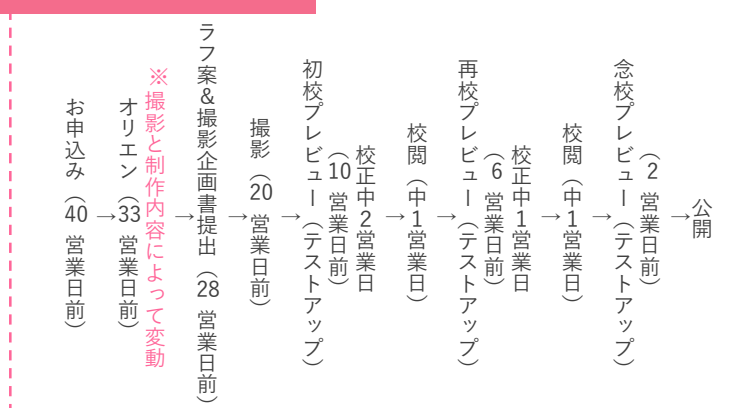 お申込み（40 営業日前）
→
オリエン（33 営業日前）
※撮影と制作内容によって変動
→
ラフ案＆撮影企画書提出（28 営業日前）
→
撮影（20 営業日前）
→
初校プレビュー（テストアップ）
（10 営業日前）
校正中2営業日
→
校閲（中1営業日）
→
再校プレビュー（テストアップ）
（6 営業日前）
校正中1営業日
→
校閲（中1営業日）
→
念校プレビュー（テストアップ）
（2 営業日前）
→
公開